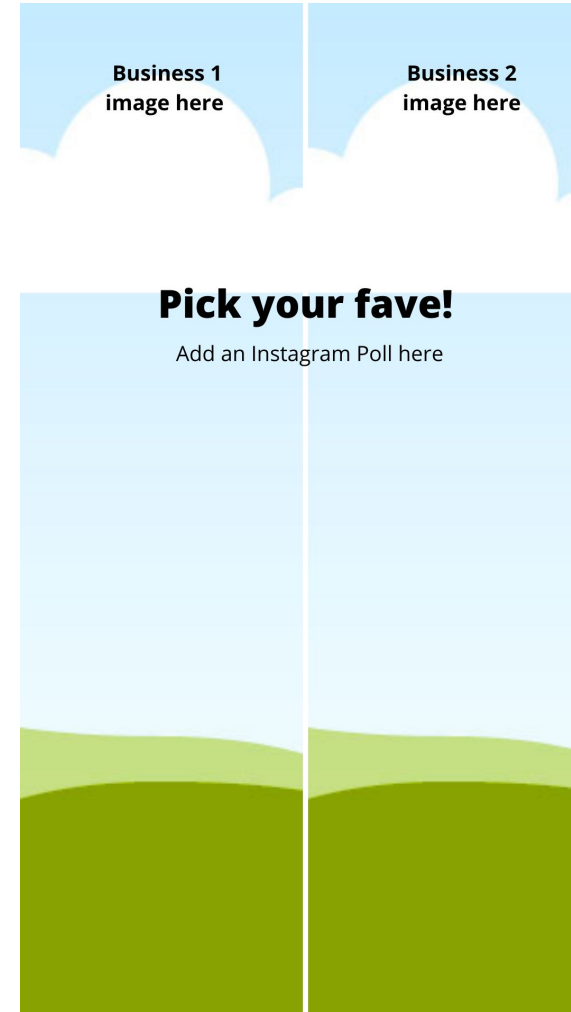 Business 1
image here
Business 2
image here
Pick your fave!
Add an Instagram Poll here